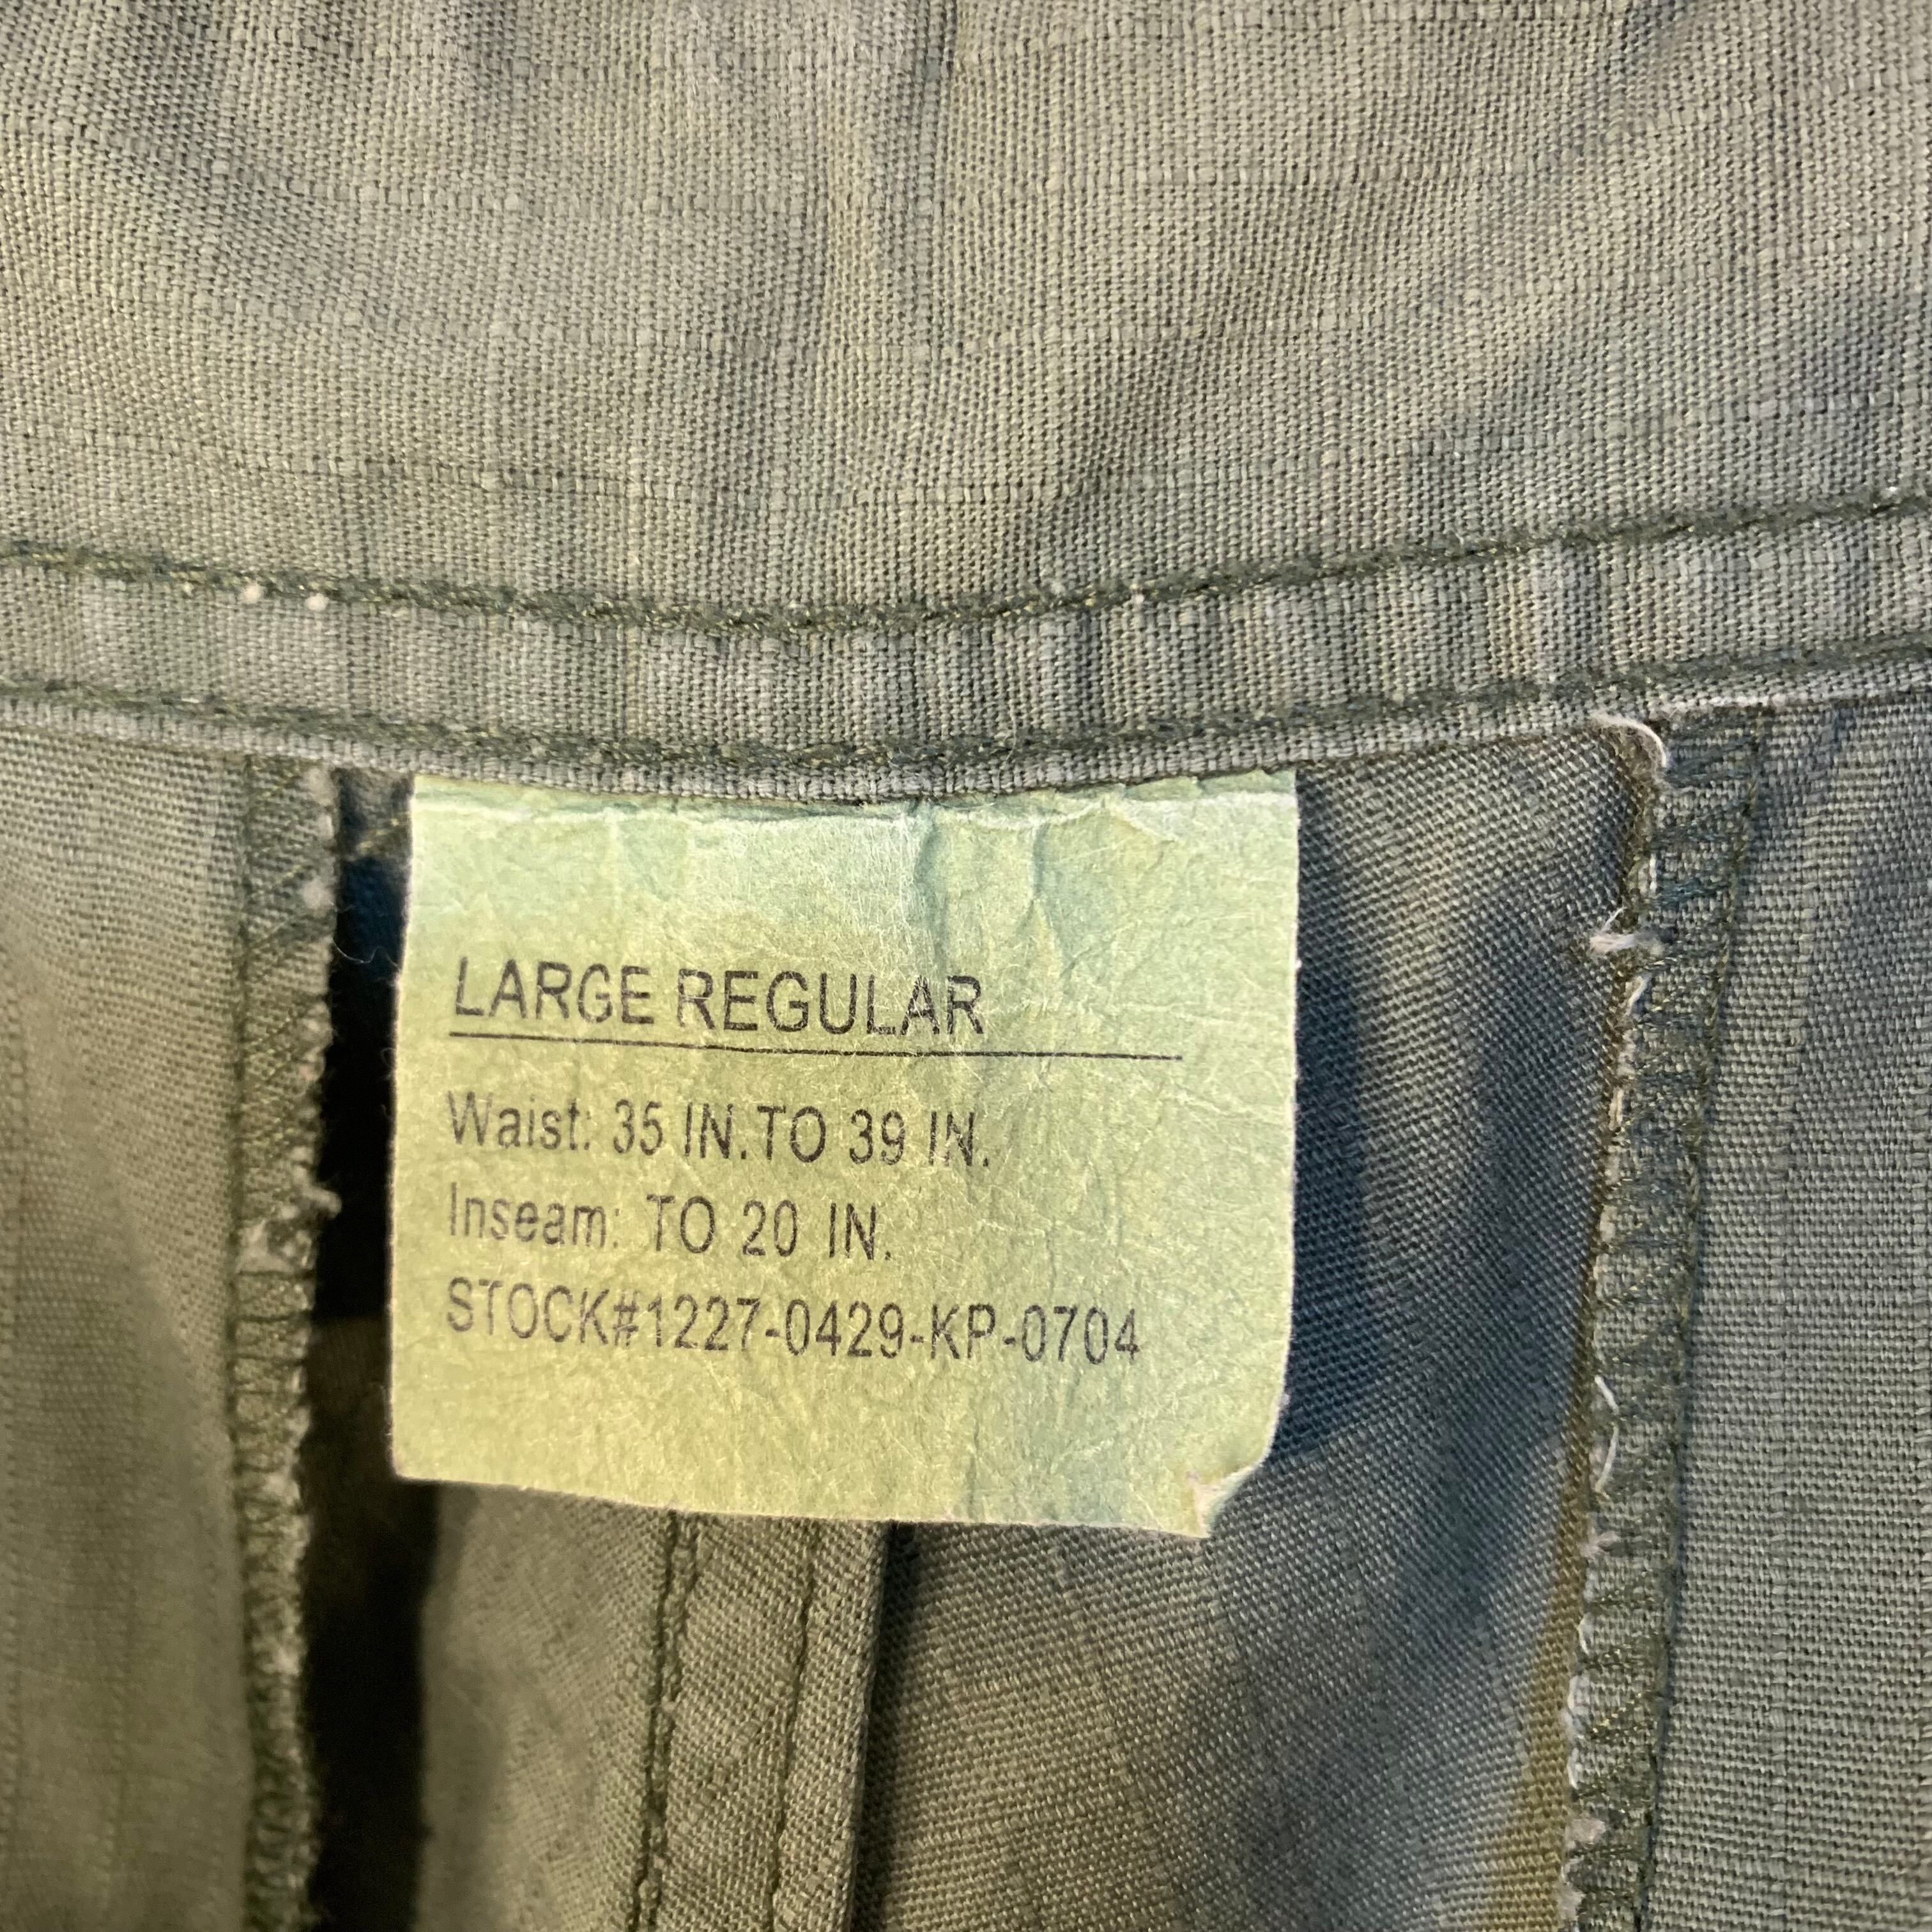 LARGE REGULAR
Waist: 35 IN.TO 39 IN.
Inseam: TO 20 IN.
STOCK#1227-0429-KP-0704